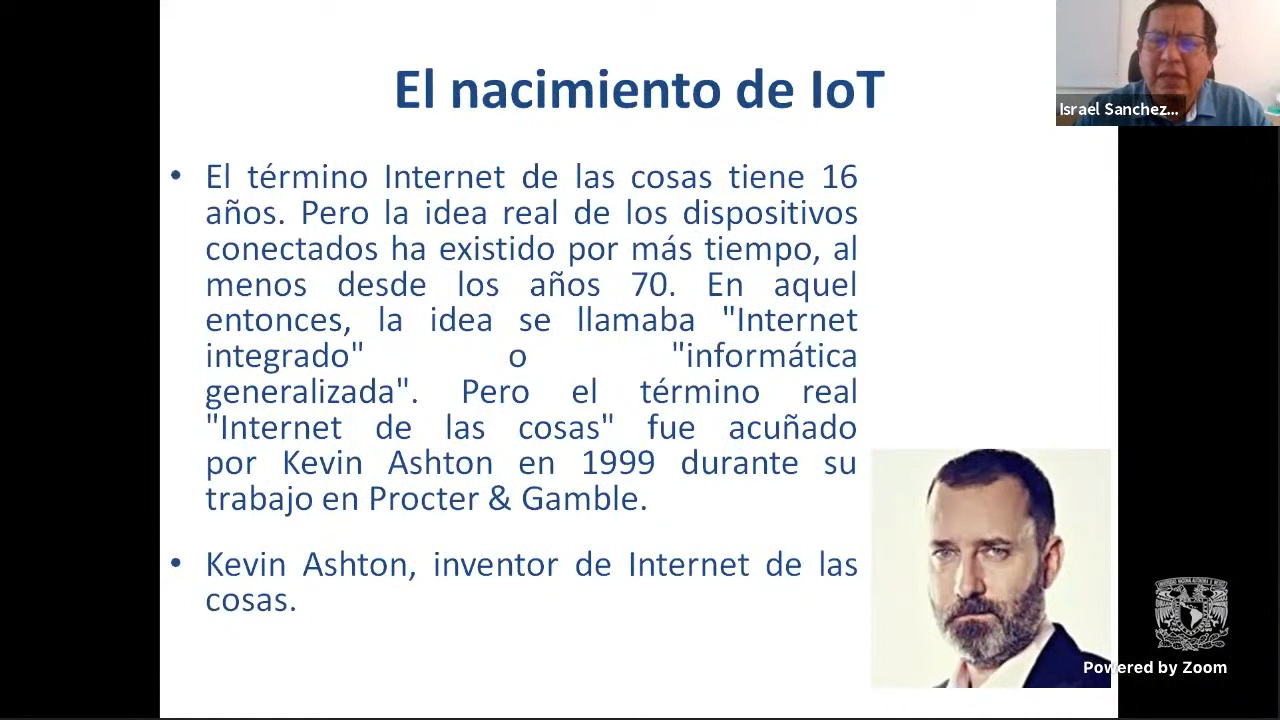 El nacimiento de IoT
Israel Sanchez...
• El término Internet de las cosas tiene 16
años. Pero la idea real de los dispositivos
conectados ha existido por más tiempo, al
menos desde los años 70. En aquel
entonces, la idea se llamaba "Internet
integrado" o "informática
generalizada". Pero el término real
"Internet de las cosas" fue acuñado
por Kevin Ashton en 1999 durante su
trabajo en Procter & Gamble.
• Kevin Ashton, inventor de Internet de las
cosas.
Powered by Zoom